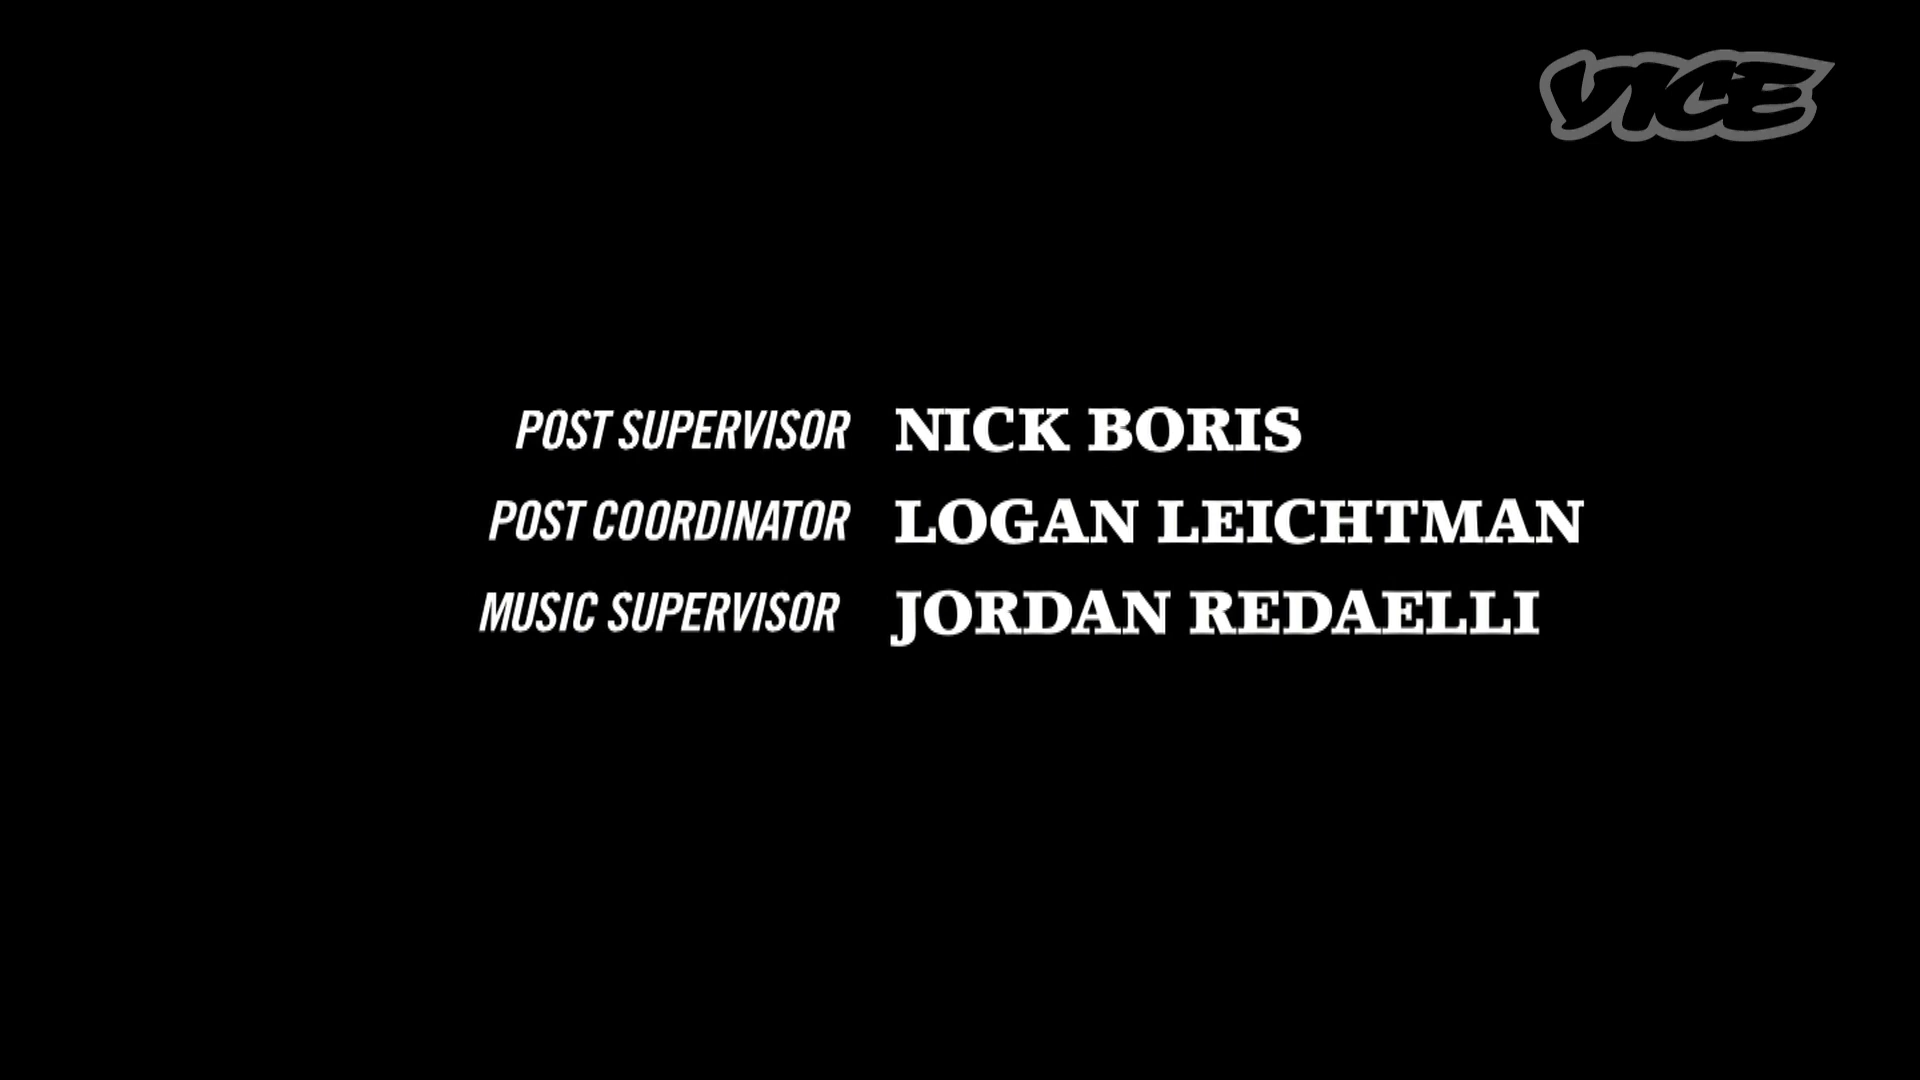 VICE
POST SUPERVISOR NICK BORIS
POST COORDINATOR LOGAN LEICHTMAN
MUSIC SUPERVISOR JORDAN REDAELLI